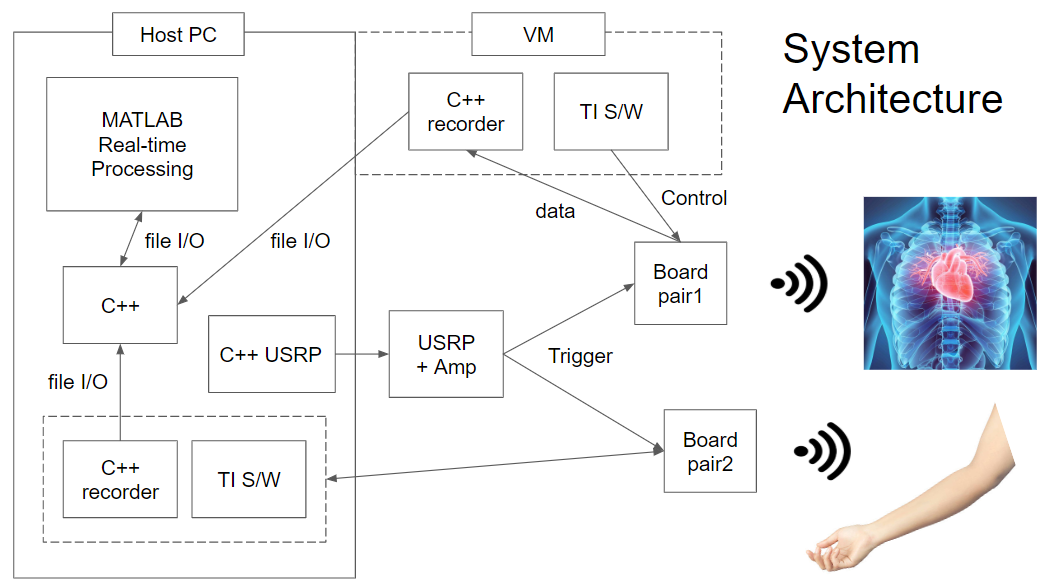 Host PC
VM
System
Architecture
MATLAB
Real-time
Processing
C++
recorder
TI S/W
data
Control
file I/O
file I/O
C++
Board
pair1
C++ USRP
USRP
+ Amp
Trigger
file I/O
C++
recorder
TI S/W
Board
pair2